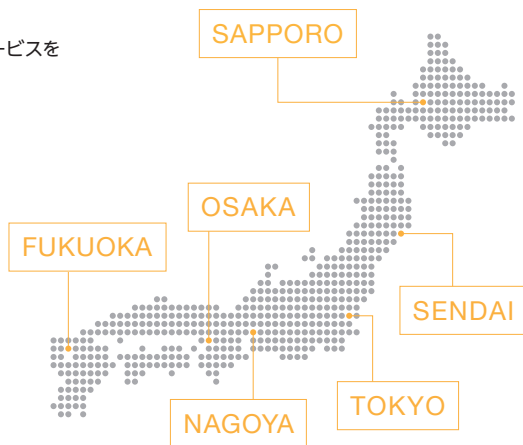 ービスを
SAPPORO
OSAKA
FUKUOKA
SENDAI
TOKYO
NAGOYA